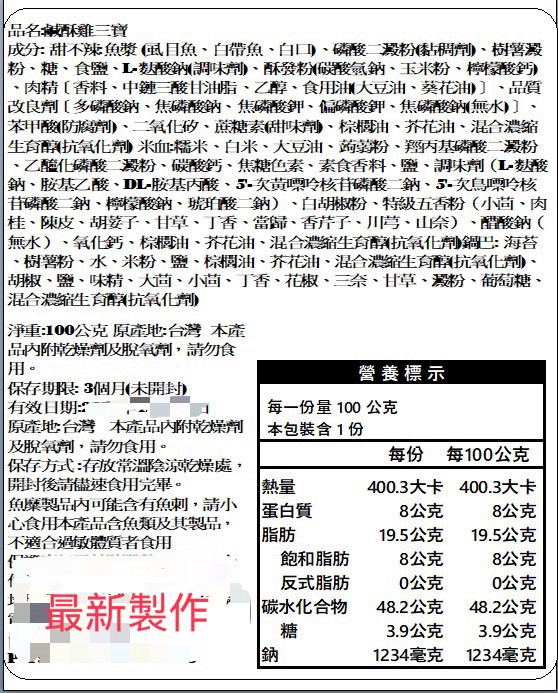 品名:鹹酥雞三寶
成分: 甜不辣:魚漿 (虱目魚、白帶魚、白口)、磷酸二澱粉(黏稠劑)、樹薯澱
粉、糖、食鹽、L-麩酸鈉(調味劑)、酥發粉(碳酸氫鈉、玉米粉、檸檬酸鈣)
、肉精〔香料、中鏈三酸甘油脂、乙醇、食用油(大豆油、葵花油)〕、品質
改良劑〔多磷酸鈉、焦磷酸鈉、焦磷酸鉀、偏磷酸鉀、焦磷酸鈉(無水)〕
苯甲酸(防腐劑)、二氧化矽、蔗糖素(甜味劑) 棕櫚油、芥花油、混合濃縮
生育醇(抗氧化劑) 米血:糯米、白米、大豆油、蒟蒻粉、羥丙基磷酸二澱粉
、乙醯化磷酸二澱粉、碳酸鈣、焦糖色素、素食香料、鹽、調味劑（L-麩酸
鈉、胺基乙酸、DL-胺基丙酸、5'-次黃嘌呤核苷磷酸二鈉、5'-次鳥嘌呤核
苷磷酸二鈉、檸檬酸鈉、琥珀酸二鈉）、白胡椒粉、特級五香粉（小茴、肉
桂、陳皮、胡荽子、甘草、丁香、當歸、香芹子、川芎、山奈）、醋酸鈉（
無水）、氧化鈣、棕櫚油、芥花油、混合濃縮生育醇(抗氧化劑)鍋巴: 海苔
、樹薯粉、水、米粉、鹽、棕櫚油、芥花油、混合濃縮生育醇(抗氧化劑)、
胡椒、鹽、味精、大茴、小茴、丁香、花椒、三奈、甘草、澱粉、葡萄糖、
混合濃縮生育醇(抗氧化劑)
淨重:100公克 原產地:台灣 本產
品內附乾燥劑及脫氧劑，請勿食
用。
保存期限: 3個月(未開封)
有效日期:
原產地:台灣 本產品內附乾燥劑
及脫氧劑，請勿食用。
保存方式:存放常溫陰涼乾燥處，
開封後請儘速食用完畢。
魚糜製品內可能含有魚刺，請小
心食用本產品含魚類及其製品，
不適合過敏體質者食用
最新製作
營養標示
每一份量 100 公克
本包裝含 1 份
每份 每100公克
熱量 400.3大卡 400.3大卡
蛋白質 8公克 8公克
脂肪 19.5公克 19.5公克
飽和脂肪 8公克 8公克
反式脂肪 0公克 0公克
碳水化合物 48.2公克 48.2公克
糖 3.9公克 3.9公克
鈉 1234毫克 1234毫克